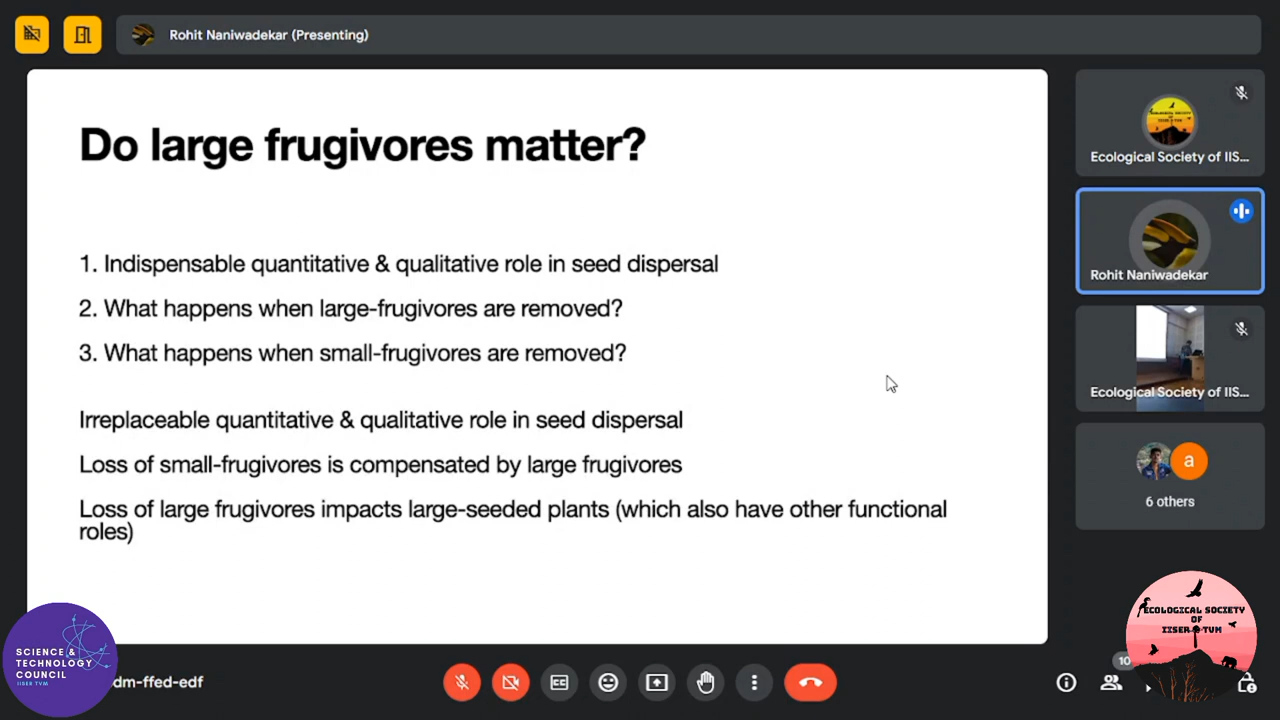 Rohit Naniwadekar (Presenting)
Do large frugivores matter?
1. Indispensable quantitative & qualitative role in seed dispersal
2. What happens when large-frugivores are removed?
3. What happens when small-frugivores are removed?
Irreplaceable quantitative & qualitative role in seed dispersal
Loss of small-frugivores is compensated by large frugivores
Loss of large frugivores impacts large-seeded plants (which also have other functional
roles)
Ecological Society of IIS...
Rohit Naniwadekar
Ecological Society of IIS...
a
6 others
SCIENCE &
TECHNOLOGY
COUNCIL
IISER TVM
dm-ffed-edf
CC
10
ECOLOGICAL SOCIETY
OF
IISER TVM